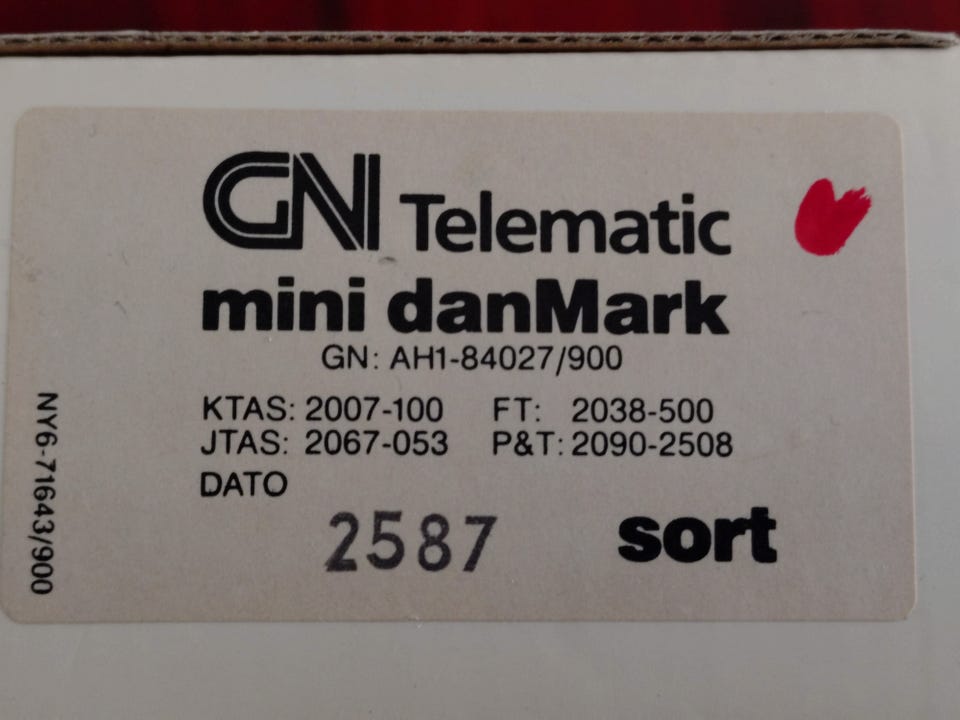 GN Telematic
mini danMark
GN: AH1-84027/900
KTAS: 2007-100 FT: 2038-500
JTAS: 2067-053 P&T: 2090-2508
DATO
2587 sort
NY6-71643/900